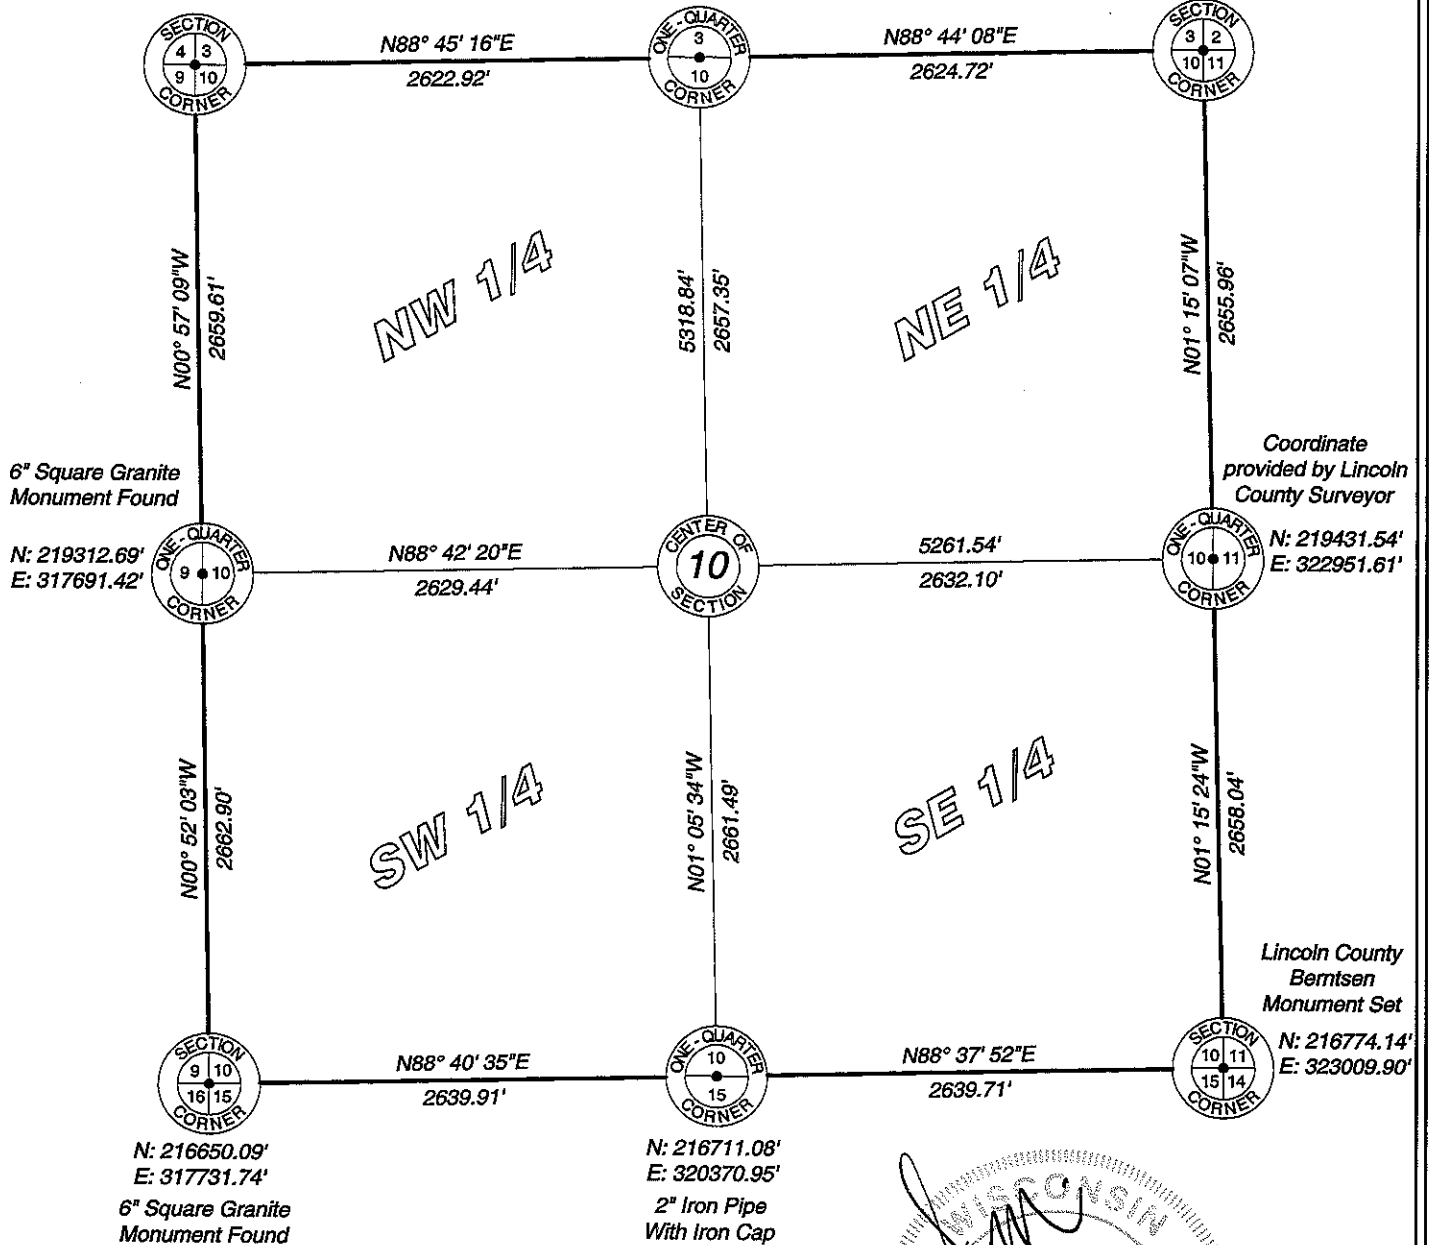 SECTION
4 3
9 10
CORNER
N88° 45' 16"E
2622.92'
ONE-QUARTER
3
10
CORNER
N88° 44' 08"E
2624.72'
SECTION
3 2
10 11
CORNER
N00° 57' 09"W
2659.61'
NW 1/4
5318.84'
2657.35'
NE 1/4
N01° 15' 07"W
2655.96'
6" Square Granite
Monument Found
N: 219312.69'
E: 317691.42'
ONE-QUARTER
9 10
CORNER
N88° 42' 20"E
2629.44'
CENTER OF
10
SECTION
5261.54'
2632.10'
Coordinate
provided by Lincoln
County Surveyor
ONE-QUARTER
10 11
CORNER
N: 219431.54'
E: 322951.61'
N00° 52' 03"W
2662.90'
SW 1/4
N01° 05' 34"W
2661.49'
SE 1/4
N01° 15' 24"W
2658.04'
Lincoln County
Berntsen
Monument Set
SECTION
9 10
16 15
CORNER
N88° 40' 35"E
2639.91'
ONE-QUARTER
10
15
CORNER
N88° 37' 52"E
2639.71'
SECTION
10 11
15 14
CORNER
N: 216774.14'
E: 323009.90'
N: 216650.09'
E: 317731.74'
6" Square Granite
Monument Found
N: 216711.08'
E: 320370.95'
2" Iron Pipe
With Iron Cap
WISCONSIN